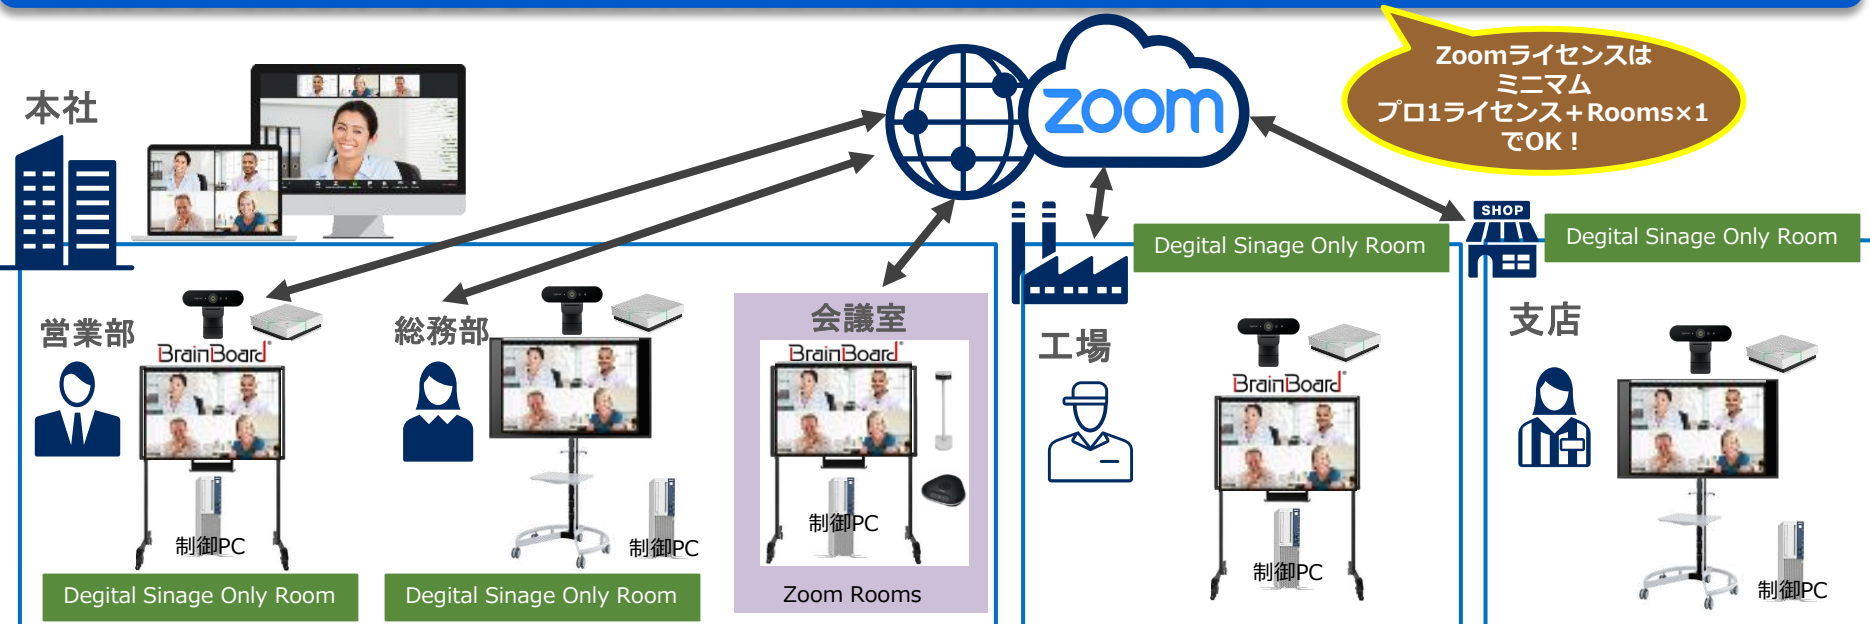 Zoomライセンスは
ミニマム
プロ1ライセンス＋Rooms×1
でOK！
zoom
本社
SHOP
Degital Sinage Only Room
Degital Sinage Only Room
営業部
BrainBoard
制御PC
Degital Sinage Only Room
総務部
制御PC
Degital Sinage Only Room
会議室
BrainBoard
制御PC
Zoom Rooms
工場
BrainBoard
制御PC
支店
制御PC